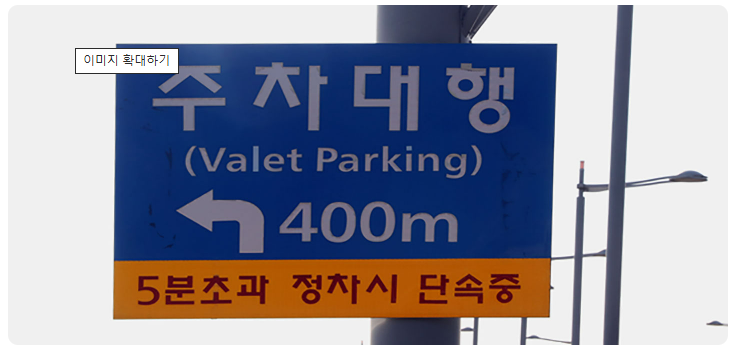 이미지 확대하기
주차대행
(Valet Parking)
400m
5분초과 정차시 단속중